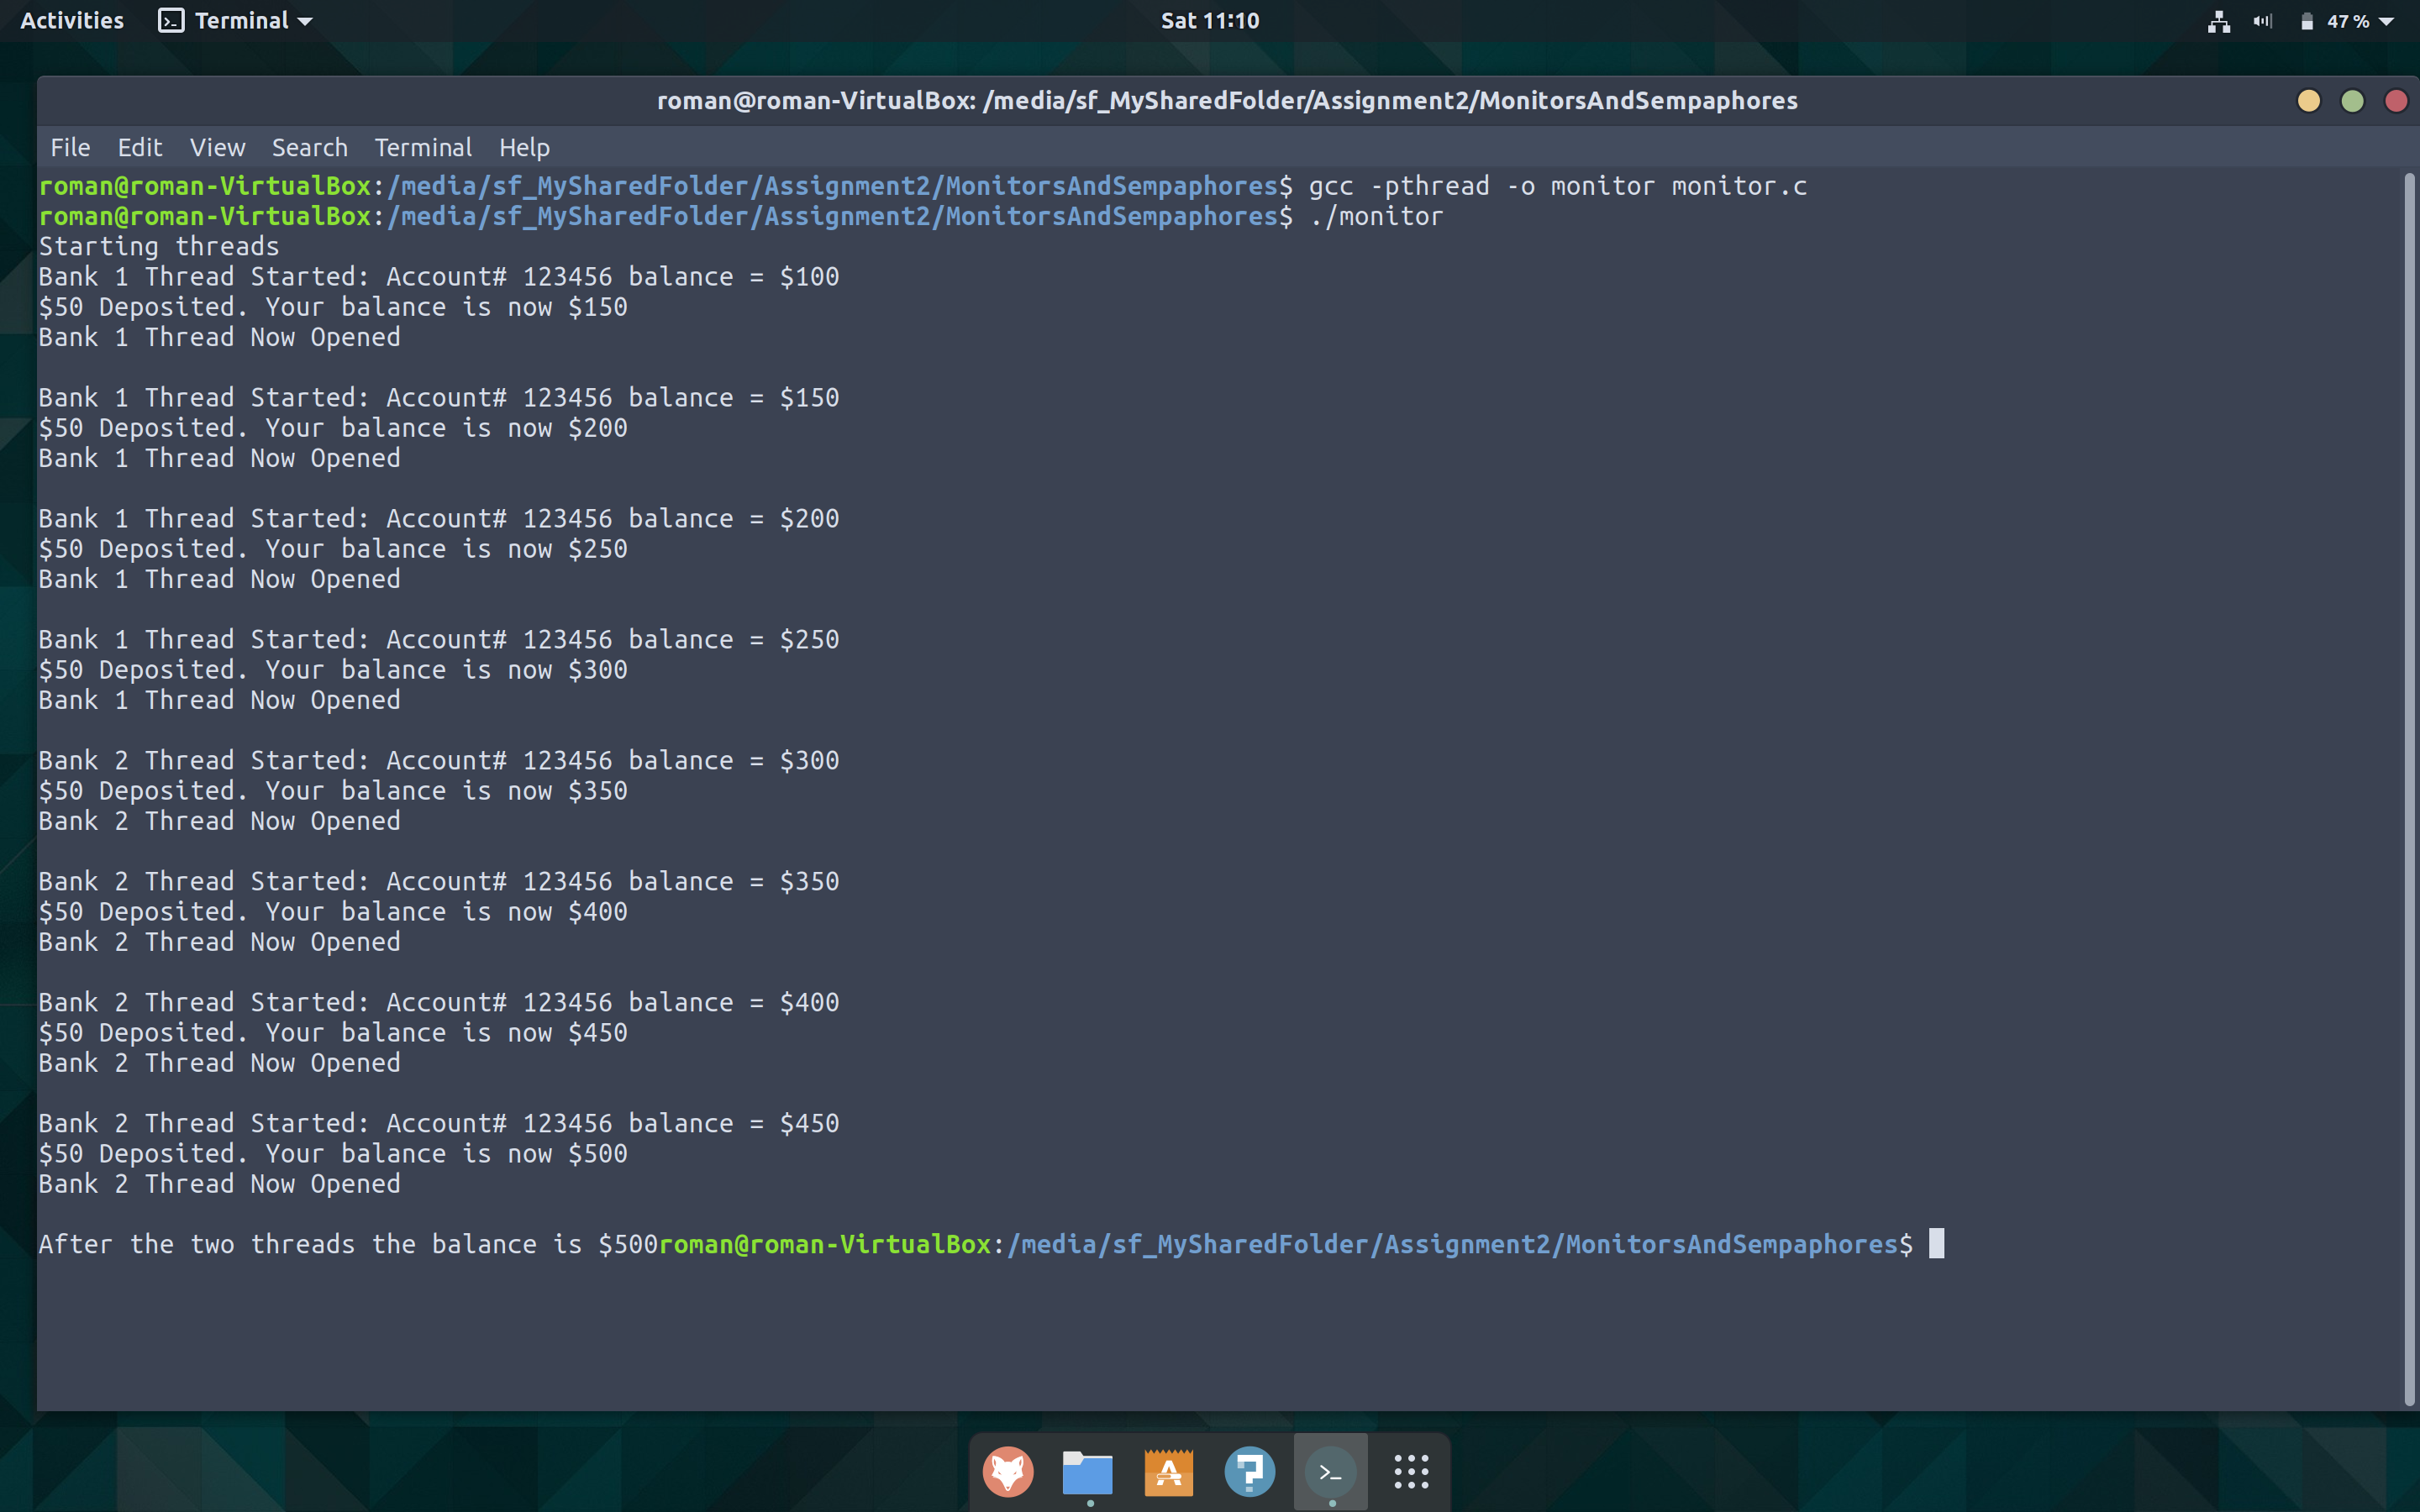 Activities Terminal Sat 11:10 47 %
roman@roman-VirtualBox: /media/sf_MySharedFolder/Assignment2/MonitorsAndSempaphores
File Edit View Search Terminal Help
roman@roman-VirtualBox:/media/sf_MySharedFolder/Assignment2/MonitorsAndSempaphores$ gcc -pthread -o monitor monitor.c
roman@roman-VirtualBox:/media/sf_MySharedFolder/Assignment2/MonitorsAndSempaphores$ ./monitor
Starting threads
Bank 1 Thread Started: Account# 123456 balance = $100
$50 Deposited. Your balance is now $150
Bank 1 Thread Now Opened
Bank 1 Thread Started: Account# 123456 balance = $150
$50 Deposited. Your balance is now $200
Bank 1 Thread Now Opened
Bank 1 Thread Started: Account# 123456 balance = $200
$50 Deposited. Your balance is now $250
Bank 1 Thread Now Opened
Bank 1 Thread Started: Account# 123456 balance = $250
$50 Deposited. Your balance is now $300
Bank 1 Thread Now Opened
Bank 2 Thread Started: Account# 123456 balance = $300
$50 Deposited. Your balance is now $350
Bank 2 Thread Now Opened
Bank 2 Thread Started: Account# 123456 balance = $350
$50 Deposited. Your balance is now $400
Bank 2 Thread Now Opened
Bank 2 Thread Started: Account# 123456 balance = $400
$50 Deposited. Your balance is now $450
Bank 2 Thread Now Opened
Bank 2 Thread Started: Account# 123456 balance = $450
$50 Deposited. Your balance is now $500
Bank 2 Thread Now Opened
After the two threads the balance is $500roman@roman-VirtualBox:/media/sf_MySharedFolder/Assignment2/MonitorsAndSempaphores$